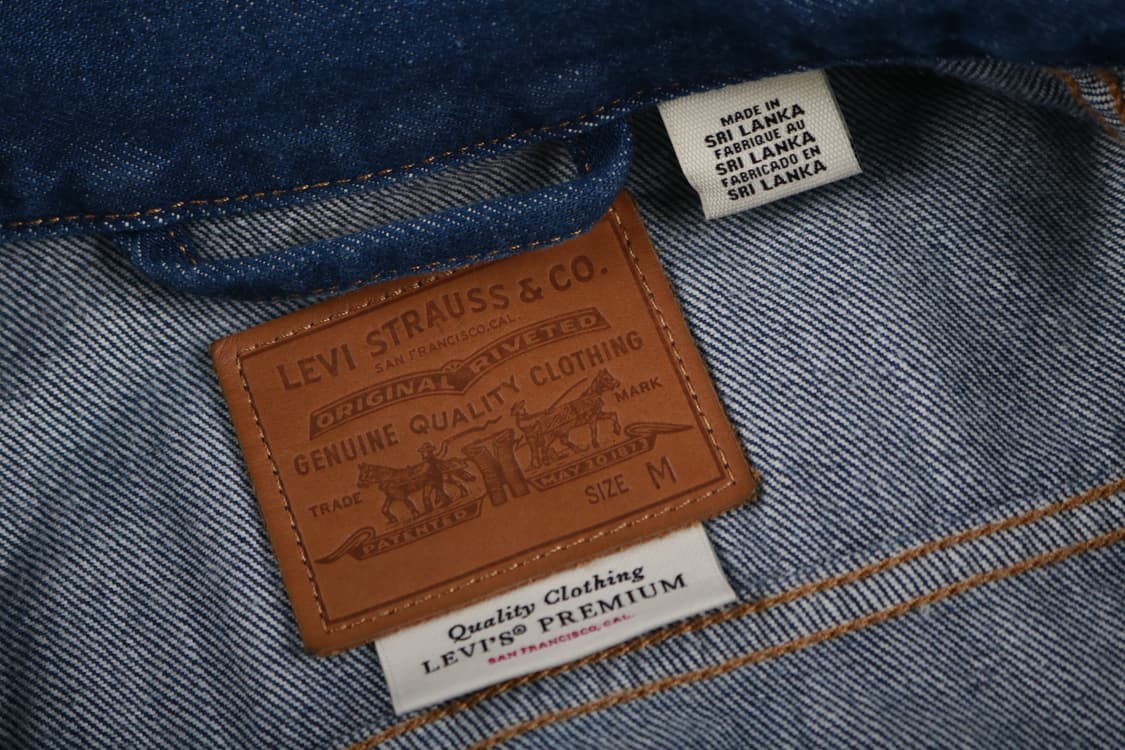 MADE IN
SRI LANKA
FABRIQUE AU
SRI LANKA
FABRICADO EN
SRI LANKA
LEVI STRAUSS & CO.
SAN FRANCISCO, CAL.
ORIGINAL RIVETED
GENUINE QUALITY CLOTHING
TRADE MARK
PATENTED MAY 20 1873
SIZE M
Quality Clothing
LEVI'S® PREMIUM
SAN FRANCISCO, CAL.